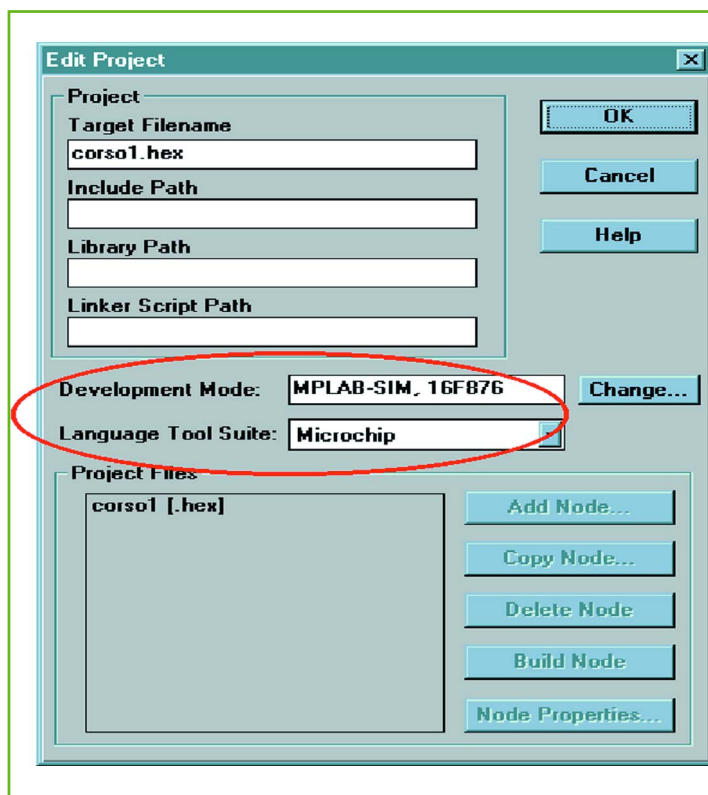 Edit Project
Project
Target Filename
corso1.hex
Include Path
Library Path
Linker Script Path
OK
Cancel
Help
Development Mode: MPLAB-SIM, 16F876 Change...
Language Tool Suite: Microchip
Project Files
corso1 [.hex]
Add Node...
Copy Node...
Delete Node
Build Node
Node Properties...